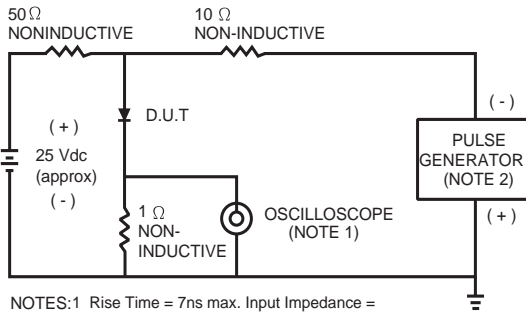 50 Ω
NONINDUCTIVE
10 Ω
NON-INDUCTIVE
( + )
25 Vdc
(approx)
( - )
D.U.T
1 Ω
NON-
INDUCTIVE
OSCILLOSCOPE
(NOTE 1)
( - )
PULSE
GENERATOR
(NOTE 2)
( + )
NOTES:1 Rise Time = 7ns max. Input Impedance =